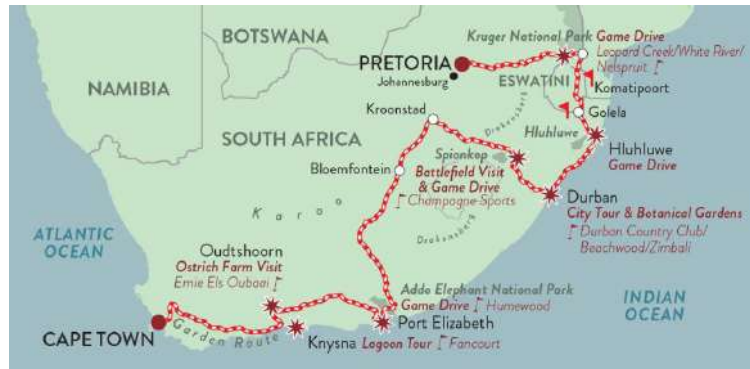 BOTSWANA
NAMIBIA
SOUTH AFRICA
ESWATINI
PRETORIA
Johannesburg
Kruger National Park Game Drive
Leopard Creek/White River/
Nelspruit
Komatipoort
Golela
Hluhluwe
Hluhluwe
Game Drive
Drakensberg
Kroonstad
Bloemfontein
Spionkop
Battlefield Visit
& Game Drive
Champagne Sports
Drakensberg
Durban
City Tour & Botanical Gardens
Durban Country Club/
Beachwood/Zimbali
Karoo
ATLANTIC
OCEAN
INDIAN
OCEAN
Oudtshoorn
Ostrich Farm Visit
Ernie Els Oubaai
Addo Elephant National Park
Game Drive Humewood
Port Elizabeth
CAPE TOWN
Garden Route
Knysna Lagoon Tour Fancourt